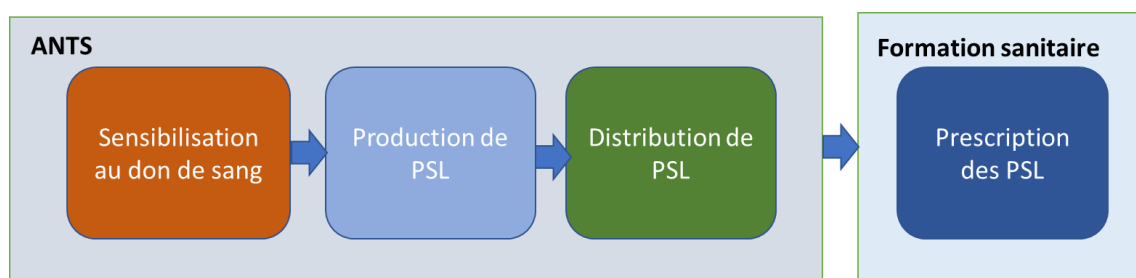 ANTS
Sensibilisation
au don de sang
Production de
PSL
Distribution de
PSL
Formation sanitaire
Prescription
des PSL